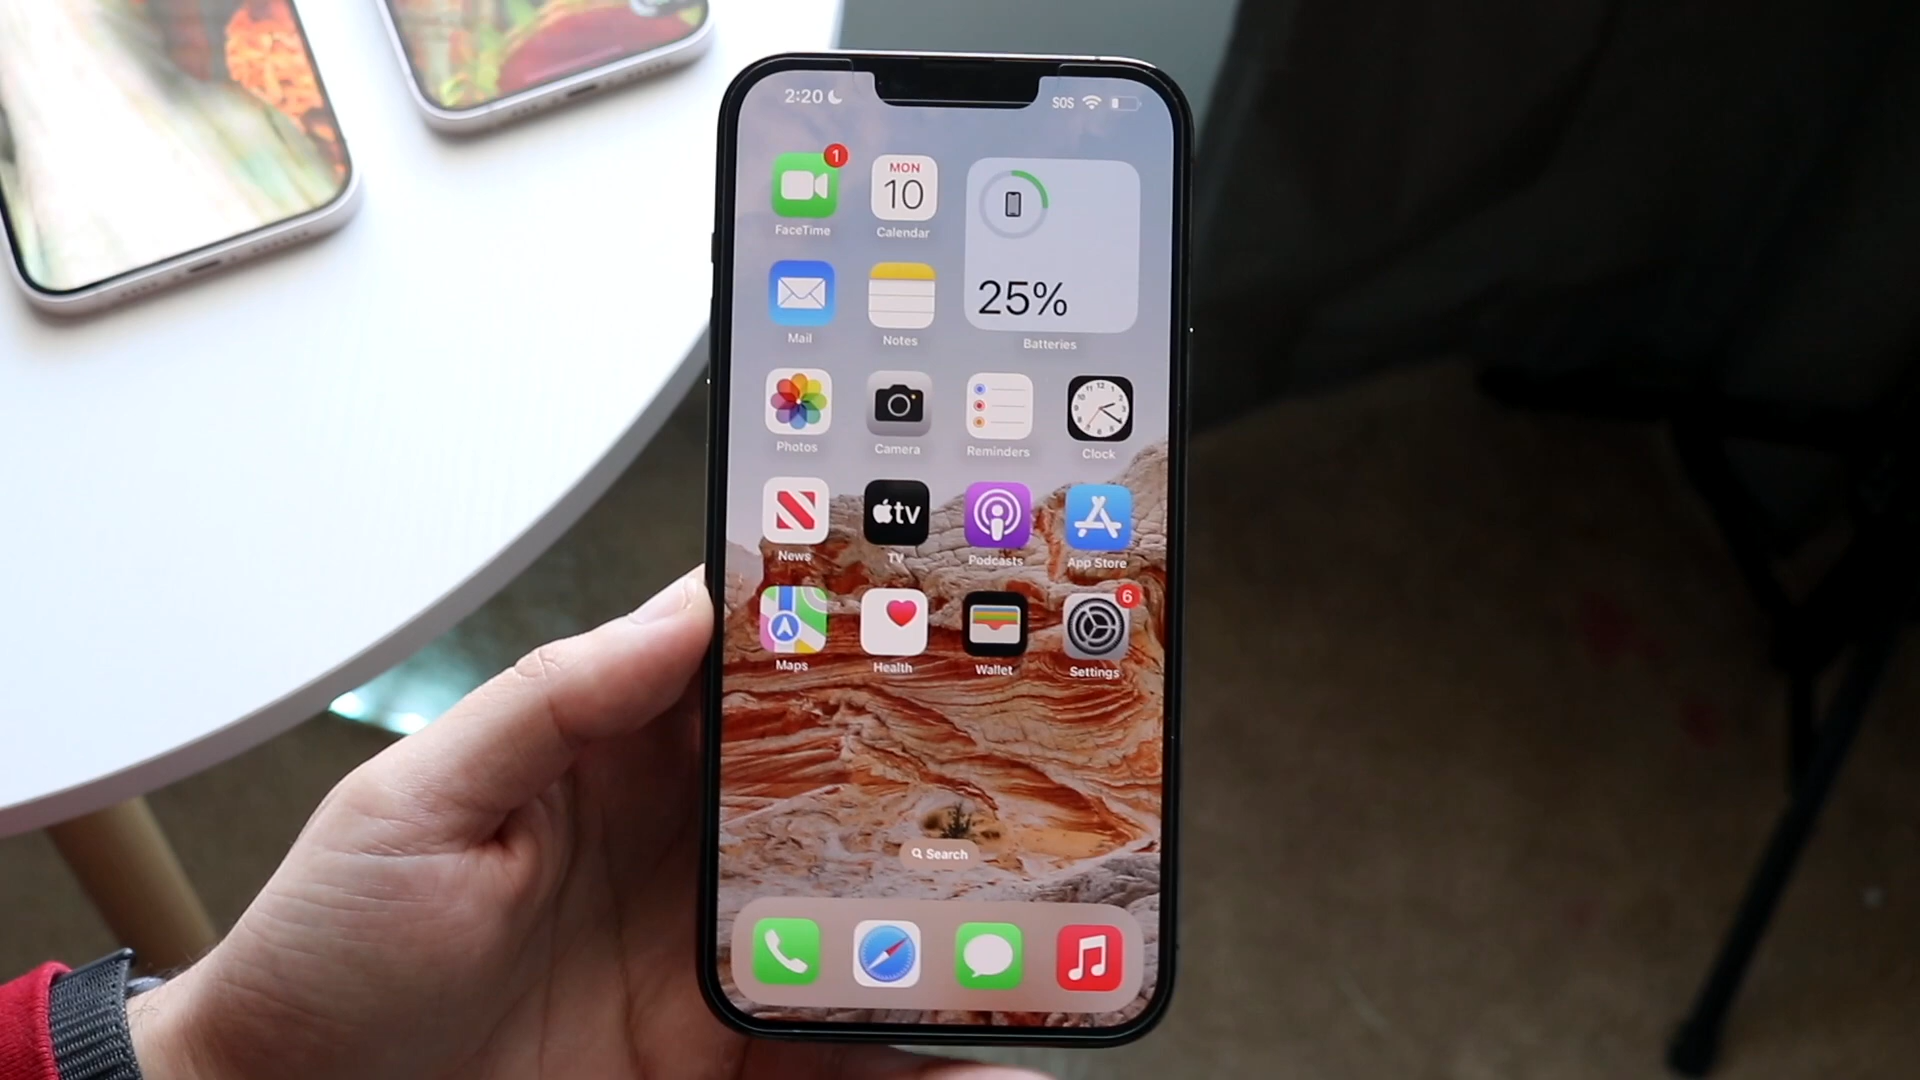 2:20
SOS
1
MON
10
FaceTime
Calendar
25%
Mail
Notes
Batteries
Photos
Camera
Reminders
Clock
tv
News
TV
Podcasts
App Store
6
Maps
Health
Wallet
Settings
Search